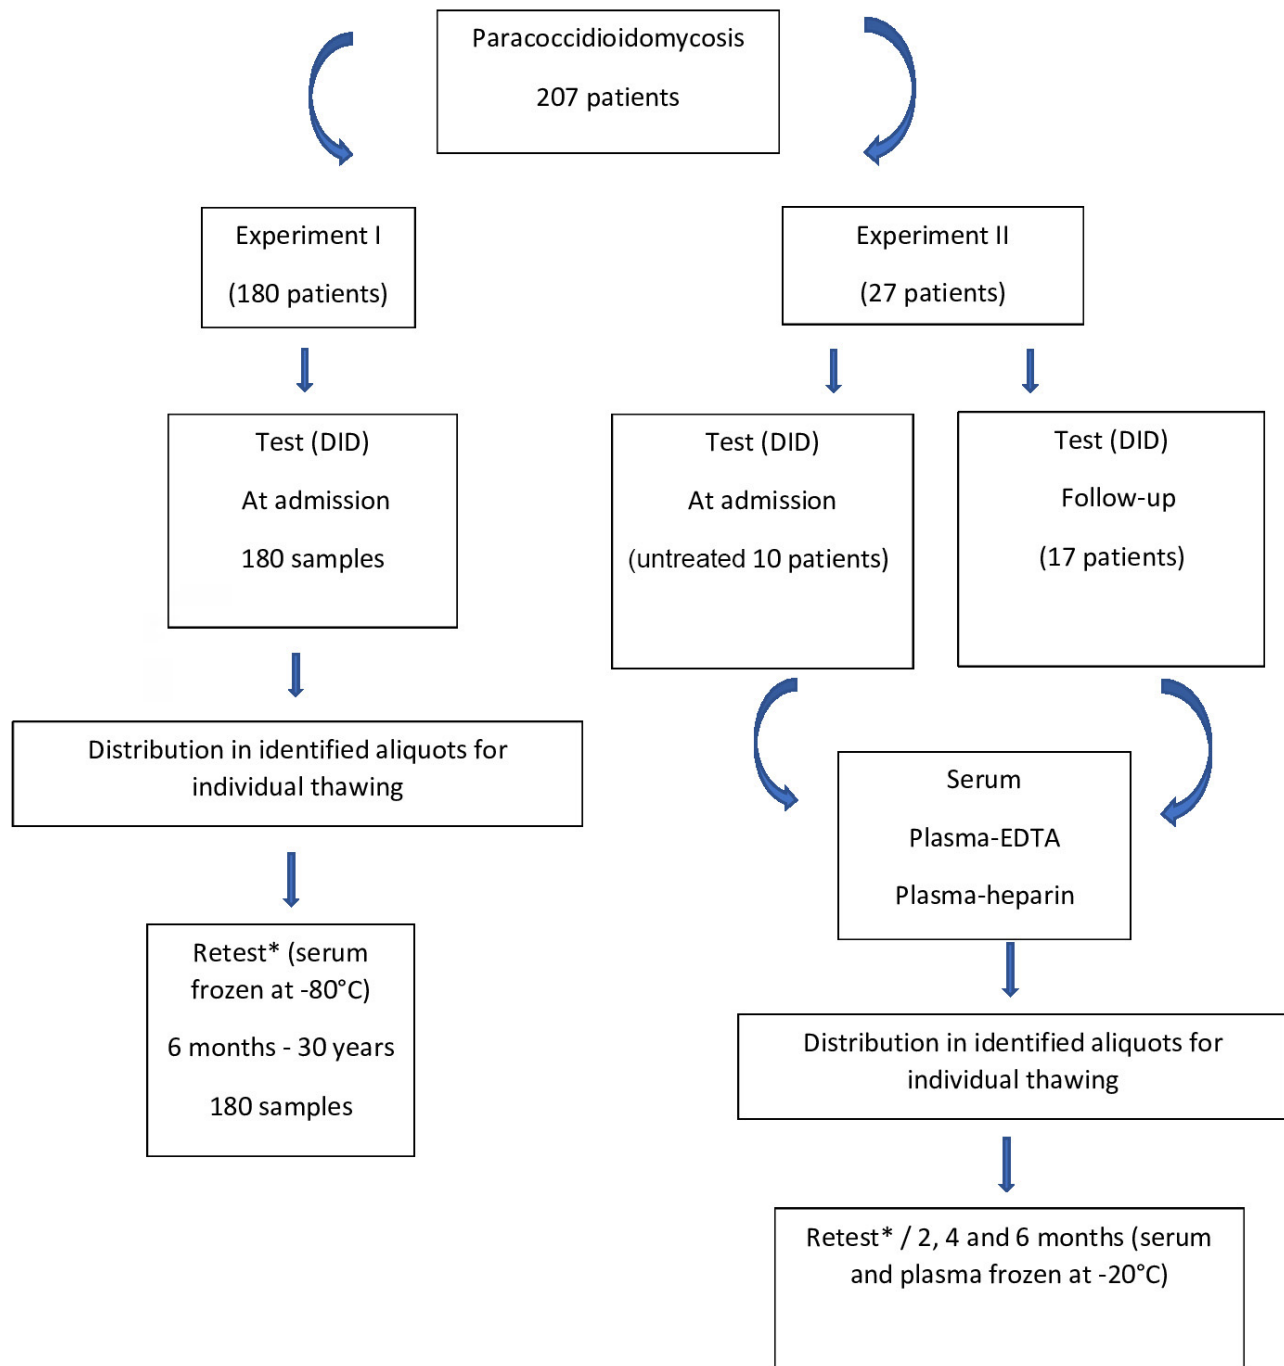 Paracoccidioidomycosis
207 patients
Experiment I
(180 patients)
Test (DID)
At admission
180 samples
Distribution in identified aliquots for
individual thawing
Retest* (serum
frozen at -80°C)
6 months - 30 years
180 samples
Experiment II
(27 patients)
Test (DID)
At admission
(untreated 10 patients)
Test (DID)
Follow-up
(17 patients)
Serum
Plasma-EDTA
Plasma-heparin
Distribution in identified aliquots for
individual thawing
Retest* / 2, 4 and 6 months (serum
and plasma frozen at -20°C)